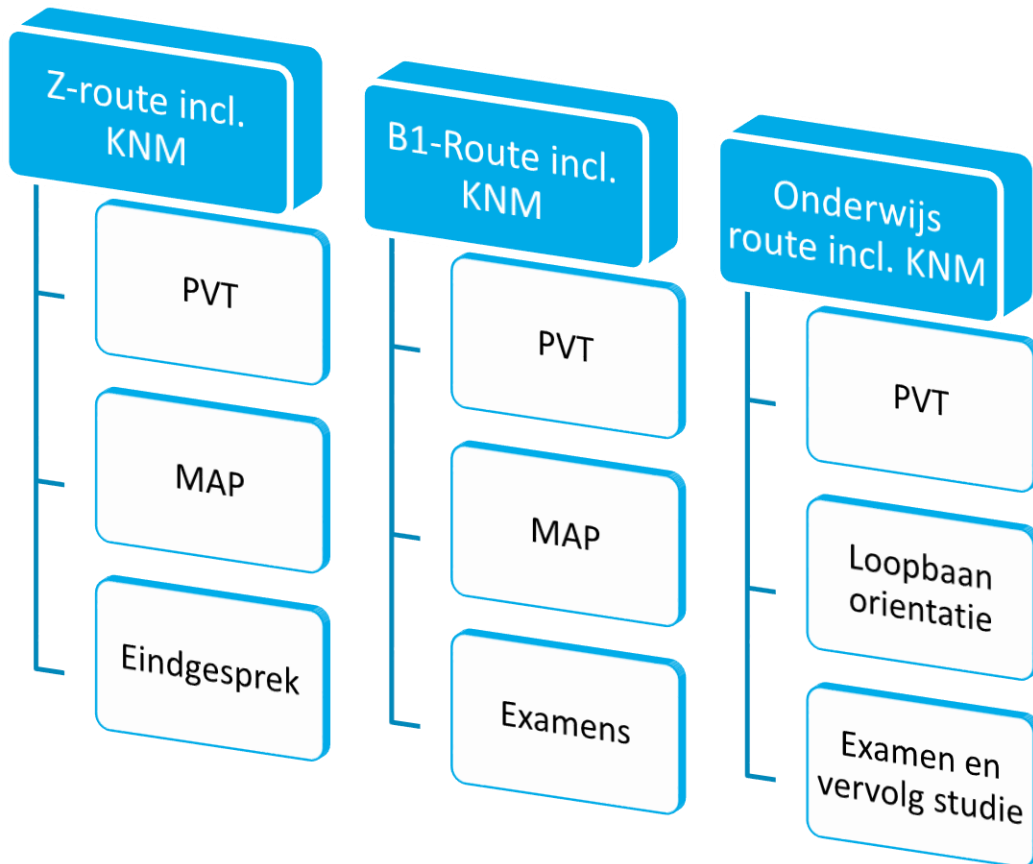 Z-route incl.
KNM
PVT
MAP
Eindgesprek
B1-Route incl.
KNM
PVT
MAP
Examens
Onderwijs
route incl. KNM
PVT
Loopbaan
orientatie
Examen en
vervolg studie